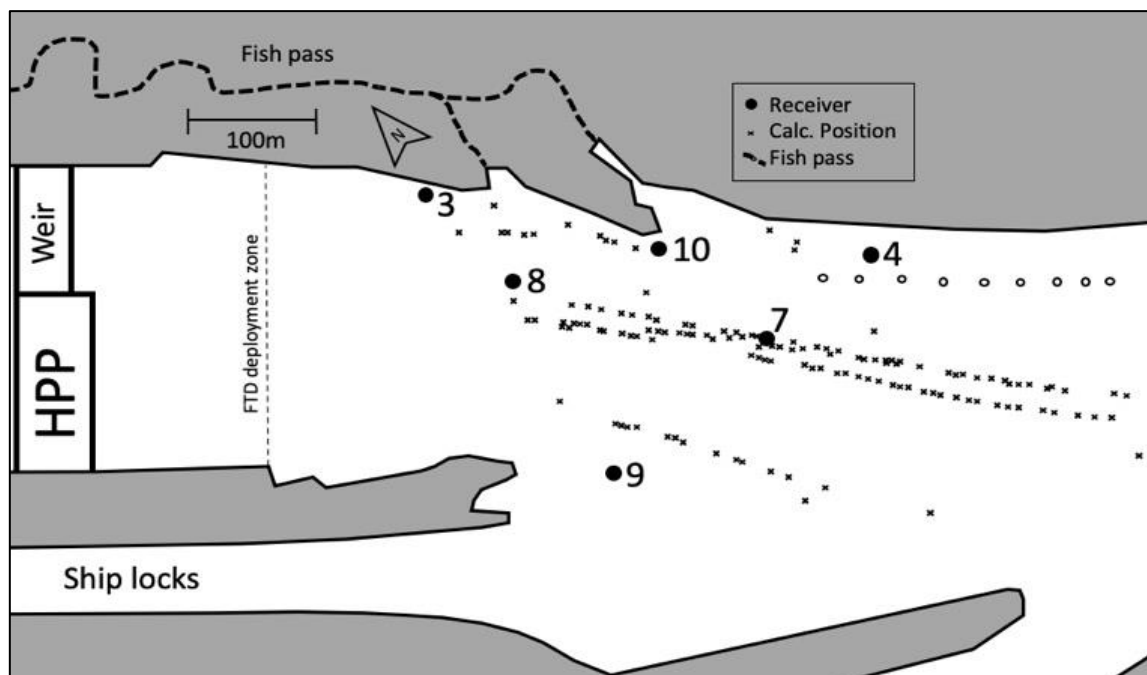 Fish pass
100m
N
Receiver
Calc. Position
Fish pass
3
10
4
8
7
9
Weir
HPP
FTD deployment zone
Ship locks